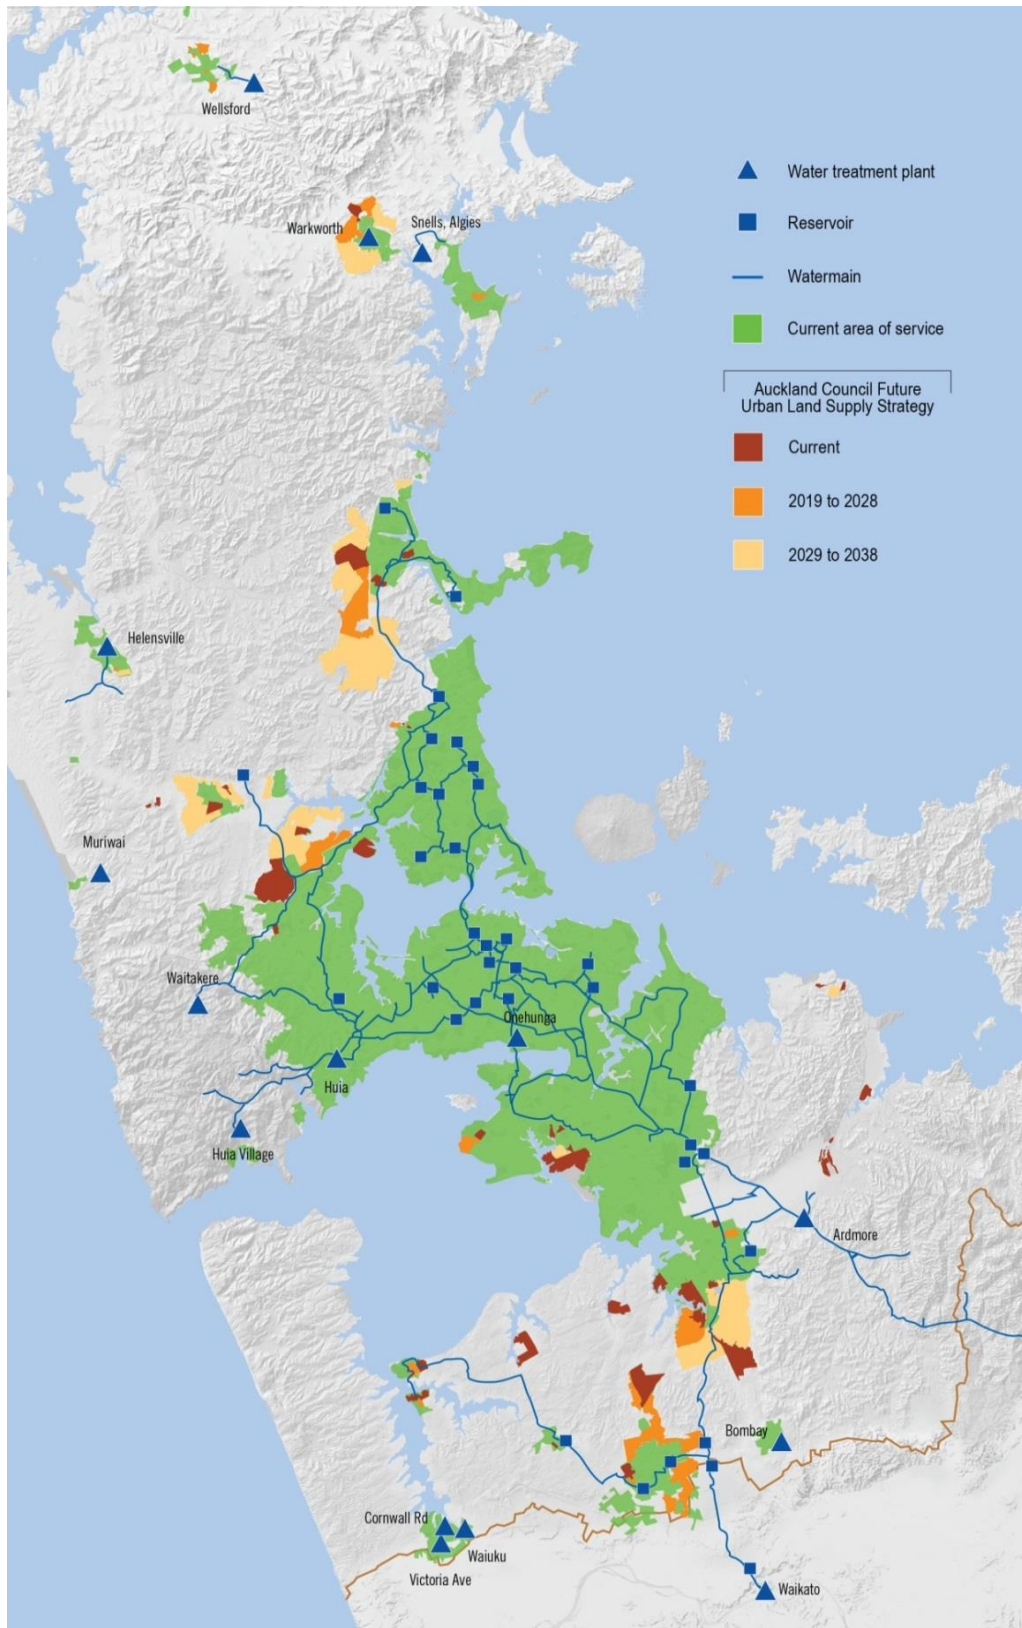 Wellsford
Warkworth
Snells, Algies
Water treatment plant
Reservoir
Watermain
Current area of service
Auckland Council Future
Urban Land Supply Strategy
Current
2019 to 2028
2029 to 2038
Helensville
Muriwai
Waitakere
Onehunga
Huia
Huia Village
Ardmore
Bombay
Cornwall Rd
Waiuku
Victoria Ave
Waikato